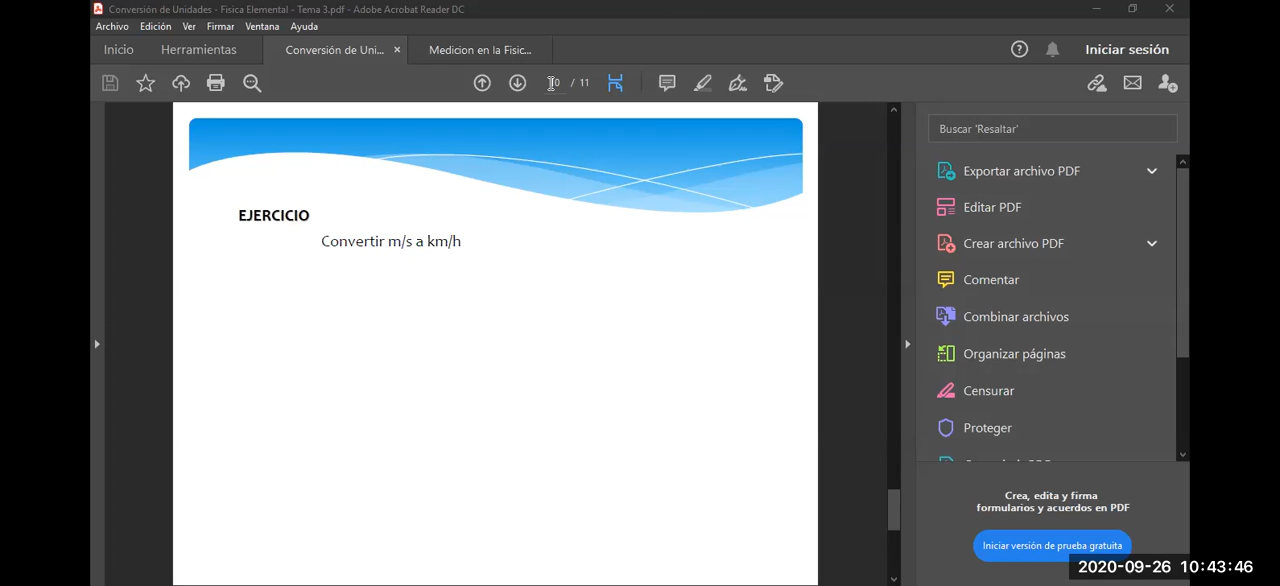 Conversión de Unidades - Fisica Elemental - Tema 3.pdf - Adobe Acrobat Reader DC
Archivo Edición Ver Firmar Ventana Ayuda
Inicio Herramientas Conversión de Uni... × Medicion en la Fisic... Iniciar sesión
/ 11
Buscar 'Resaltar'
Exportar archivo PDF
Editar PDF
Crear archivo PDF
Comentar
Combinar archivos
Organizar páginas
Censurar
Proteger
EJERCICIO
Convertir m/s a km/h
Crea, edita y firma
formularios y acuerdos en PDF
Iniciar versión de prueba gratuita
2020-09-26 10:43:46